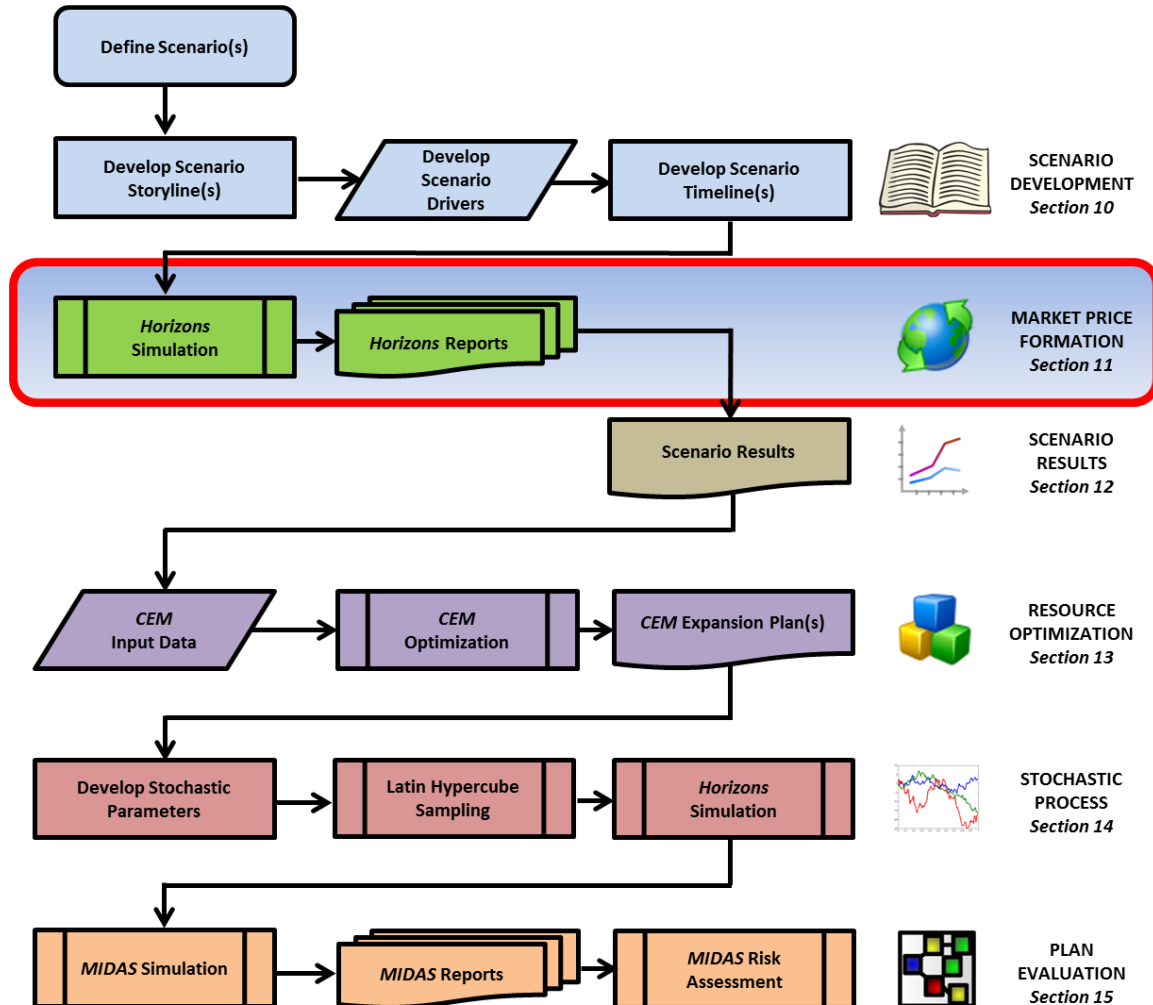 Define Scenario(s)
Develop Scenario
Storyline(s)
Develop
Scenario
Drivers
Develop Scenario
Timeline(s)
SCENARIO
DEVELOPMENT
Section 10
Horizons
Simulation
Horizons Reports
MARKET PRICE
FORMATION
Section 11
Scenario Results
SCENARIO
RESULTS
Section 12
CEM
Input Data
CEM
Optimization
CEM Expansion Plan(s)
RESOURCE
OPTIMIZATION
Section 13
Develop Stochastic
Parameters
Latin Hypercube
Sampling
Horizons
Simulation
STOCHASTIC
PROCESS
Section 14
MIDAS Simulation
MIDAS Reports
MIDAS Risk
Assessment
PLAN
EVALUATION
Section 15